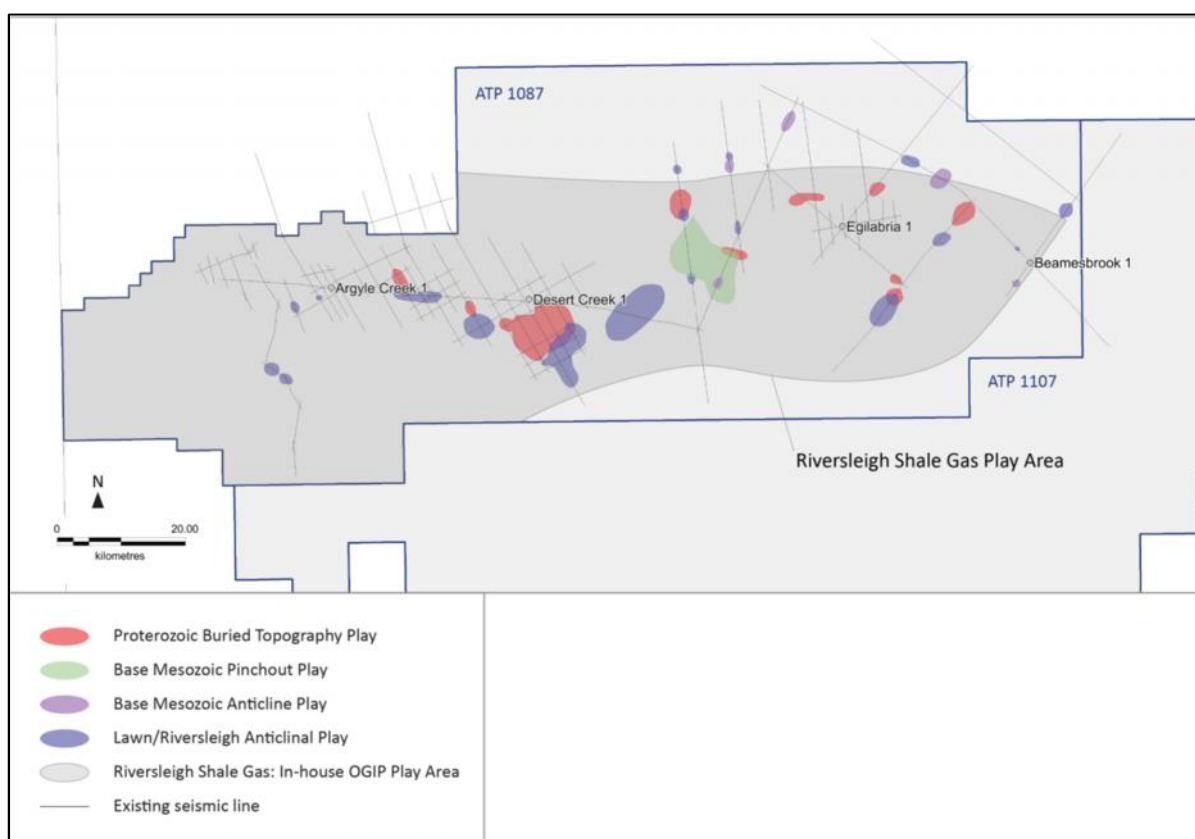 ATP 1087
Egilabria 1
Beamesbrook 1
Argyle Creek 1
Desert Creek 1
ATP 1107
Riversleigh Shale Gas Play Area
N
0 20.00
kilometres
Proterozoic Buried Topography Play
Base Mesozoic Pinchout Play
Base Mesozoic Anticline Play
Lawn/Riversleigh Anticlinal Play
Riversleigh Shale Gas: In-house OGIP Play Area
Existing seismic line